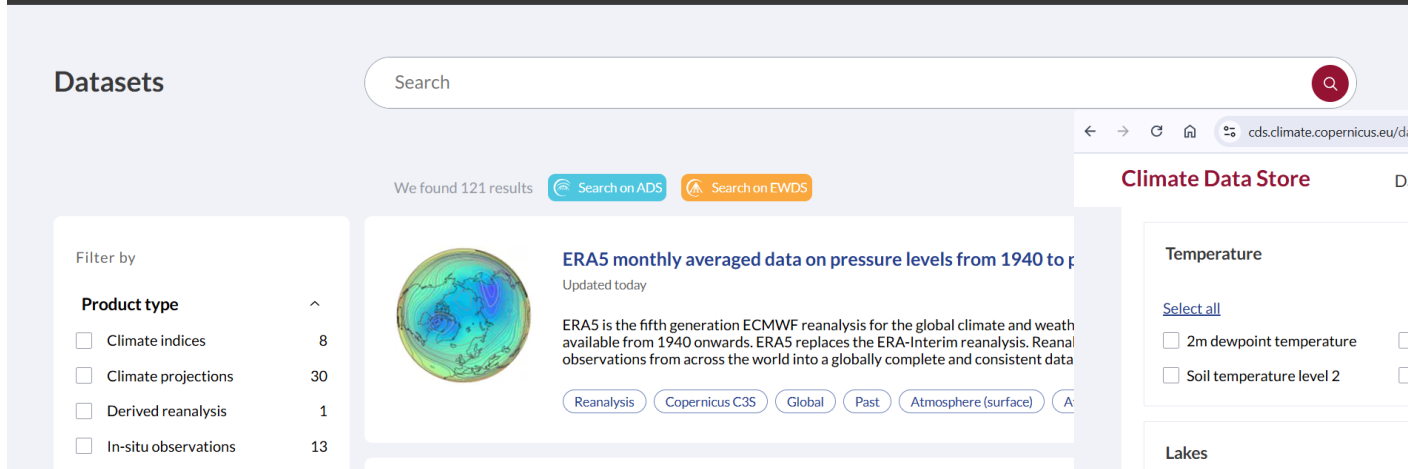 Datasets
Search
We found 121 results
Search on ADS
Search on EWDS
Filter by
Product type
Climate indices 8
Climate projections 30
Derived reanalysis 1
In-situ observations 13
ERA5 monthly averaged data on pressure levels from 1940 to
Updated today
ERA5 is the fifth generation ECMWF reanalysis for the global climate and weath
available from 1940 onwards. ERA5 replaces the ERA-Interim reanalysis. Reanal
observations from across the world into a globally complete and consistent data
Reanalysis Copernicus C3S Global Past Atmosphere (surface)
cds.climate.copernicus.eu/da
Climate Data Store
Temperature
Select all
2m dewpoint temperature
Soil temperature level 2
Lakes